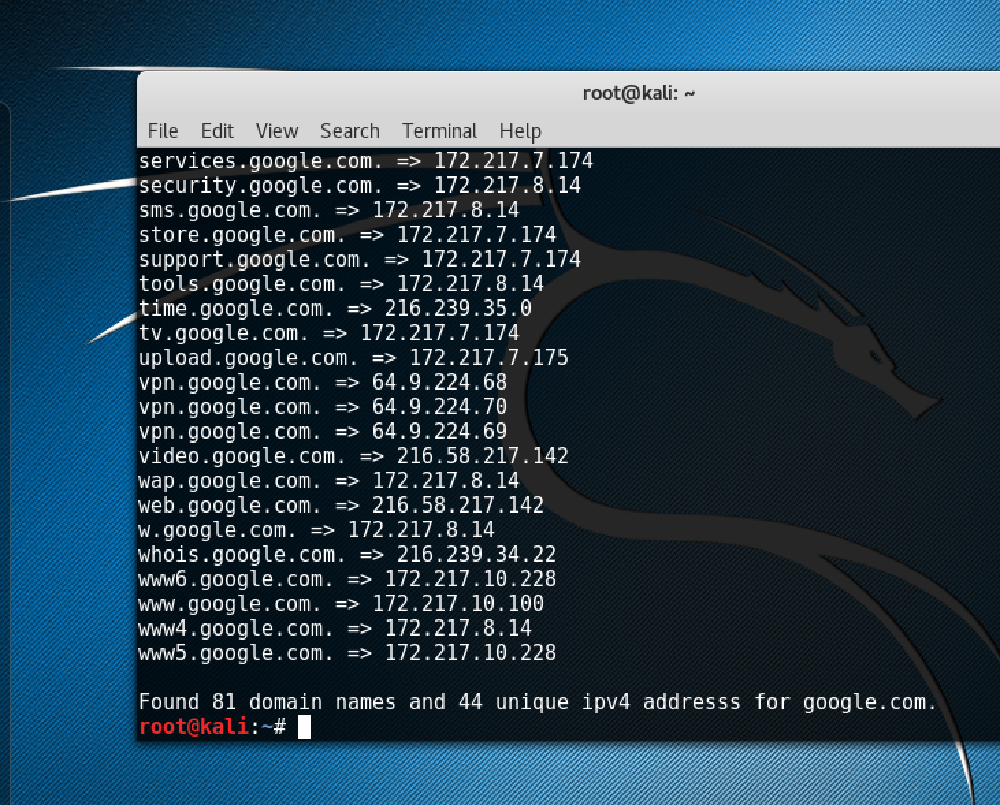 root@kali: ~
File Edit View Search Terminal Help
services.google.com. => 172.217.7.174
security.google.com. => 172.217.8.14
sms.google.com. => 172.217.8.14
store.google.com. => 172.217.7.174
support.google.com. => 172.217.7.174
tools.google.com. => 172.217.8.14
time.google.com. => 216.239.35.0
tv.google.com. => 172.217.7.174
upload.google.com. => 172.217.7.175
vpn.google.com. => 64.9.224.68
vpn.google.com. => 64.9.224.70
vpn.google.com. => 64.9.224.69
video.google.com. => 216.58.217.142
wap.google.com. => 172.217.8.14
web.google.com. => 216.58.217.142
w.google.com. => 172.217.8.14
whois.google.com. => 216.239.34.22
www6.google.com. => 172.217.10.228
www.google.com. => 172.217.10.100
www4.google.com. => 172.217.8.14
www5.google.com. => 172.217.10.228
Found 81 domain names and 44 unique ipv4 addresss for google.com.
root@kali:~#